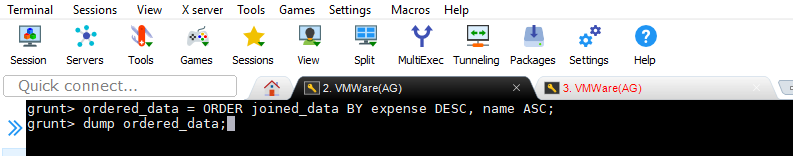 Terminal Sessions View X server Tools Games Settings Macros Help
Session Servers Tools Games Sessions View Split MultiExec Tunneling Packages Settings Help
Quick connect... 2. VMWare(AG) 3. VMWare(AG)
grunt> ordered_data = ORDER joined_data BY expense DESC, name ASC;
grunt> dump ordered_data;